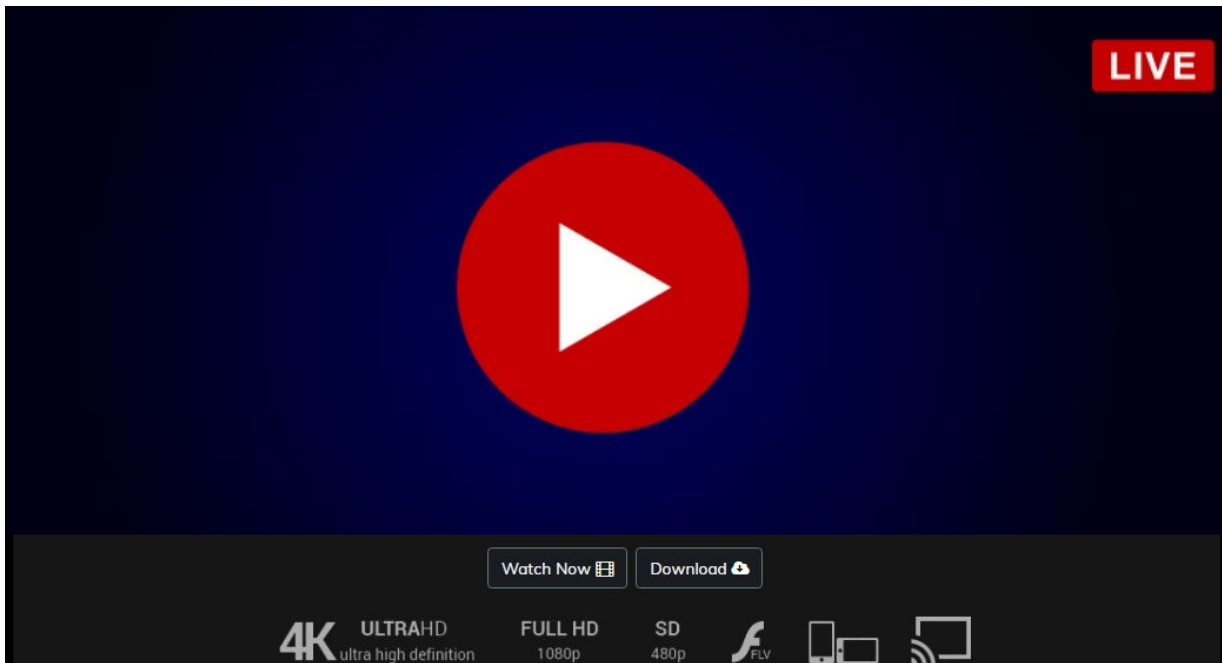 LIVE
Watch Now Download
4K ULTRAHD FULL HD SD
ultra high definition 1080p 480p FLV